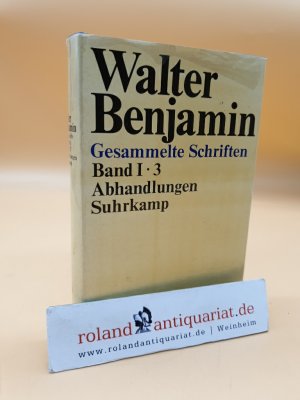 Walter
Benjamin
Gesammelte Schriften
Band I·3
Abhandlungen
Suhrkamp
roland antiquariat.de
www.rolandantiquariat.de | Weinheim